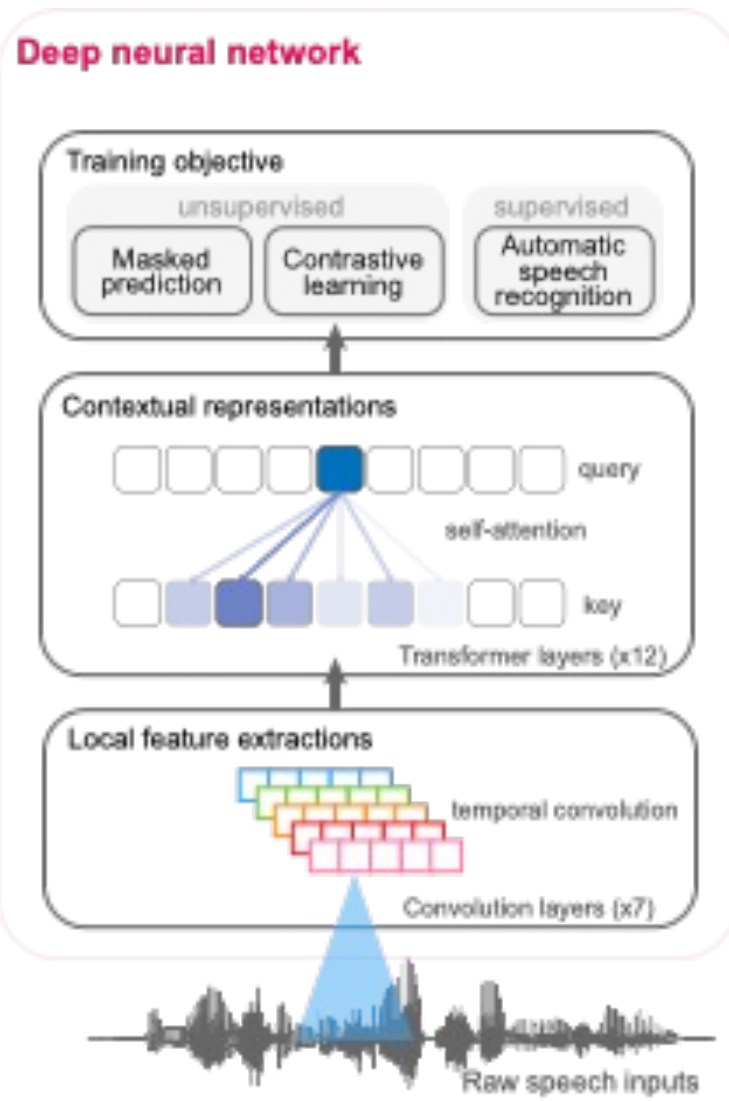 Deep neural network
Training objective
unsupervised
supervised
Masked
prediction
Contrastive
learning
Automatic
speech
recognition
Contextual representations
query
self-attention
key
Transformer layers (x12)
Local feature extractions
temporal convolution
Convolution layers (x7)
Raw speech inputs